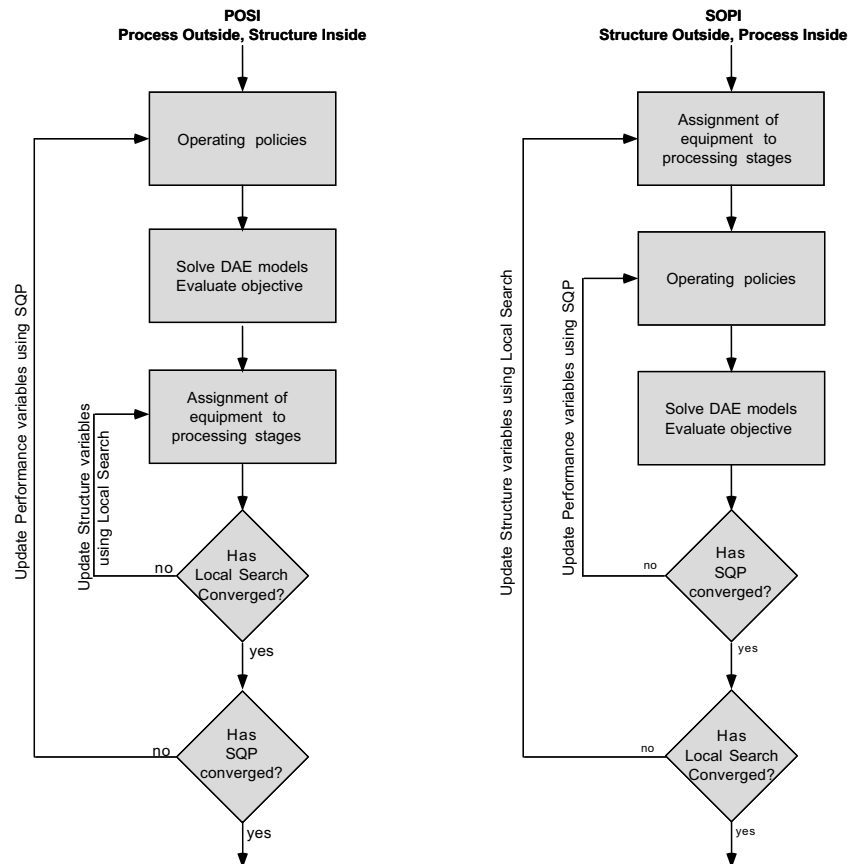 POSI
Process Outside, Structure Inside
Operating policies
Solve DAE models
Evaluate objective
Assignment of
equipment to
processing stages
Update Structure variables
using Local Search
Update Performance variables using SQP
Has
Local Search
Converged?
no
yes
Has
SQP
converged?
no
yes
SOPI
Structure Outside, Process Inside
Assignment of
equipment to
processing stages
Operating policies
Solve DAE models
Evaluate objective
Update Structure variables using Local Search
Update Performance variables using SQP
Has
SQP
converged?
no
yes
Has
Local Search
Converged?
no
yes